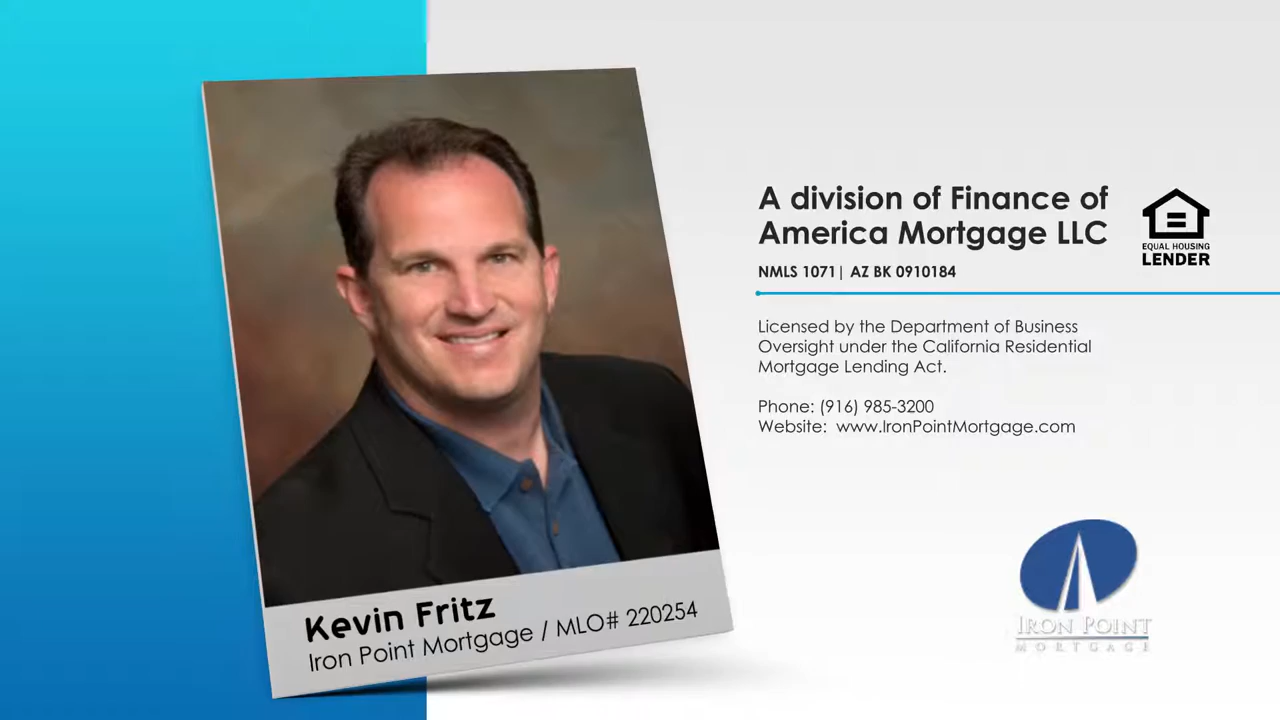 A division of Finance of
America Mortgage LLC
EQUAL HOUSING
LENDER
NMLS 1071| AZ BK 0910184
Licensed by the Department of Business
Oversight under the California Residential
Mortgage Lending Act.
Phone: (916) 985-3200
Website: www.IronPointMortgage.com
Kevin Fritz
Iron Point Mortgage / MLO# 220254
IRON POINT
MORTGAGE